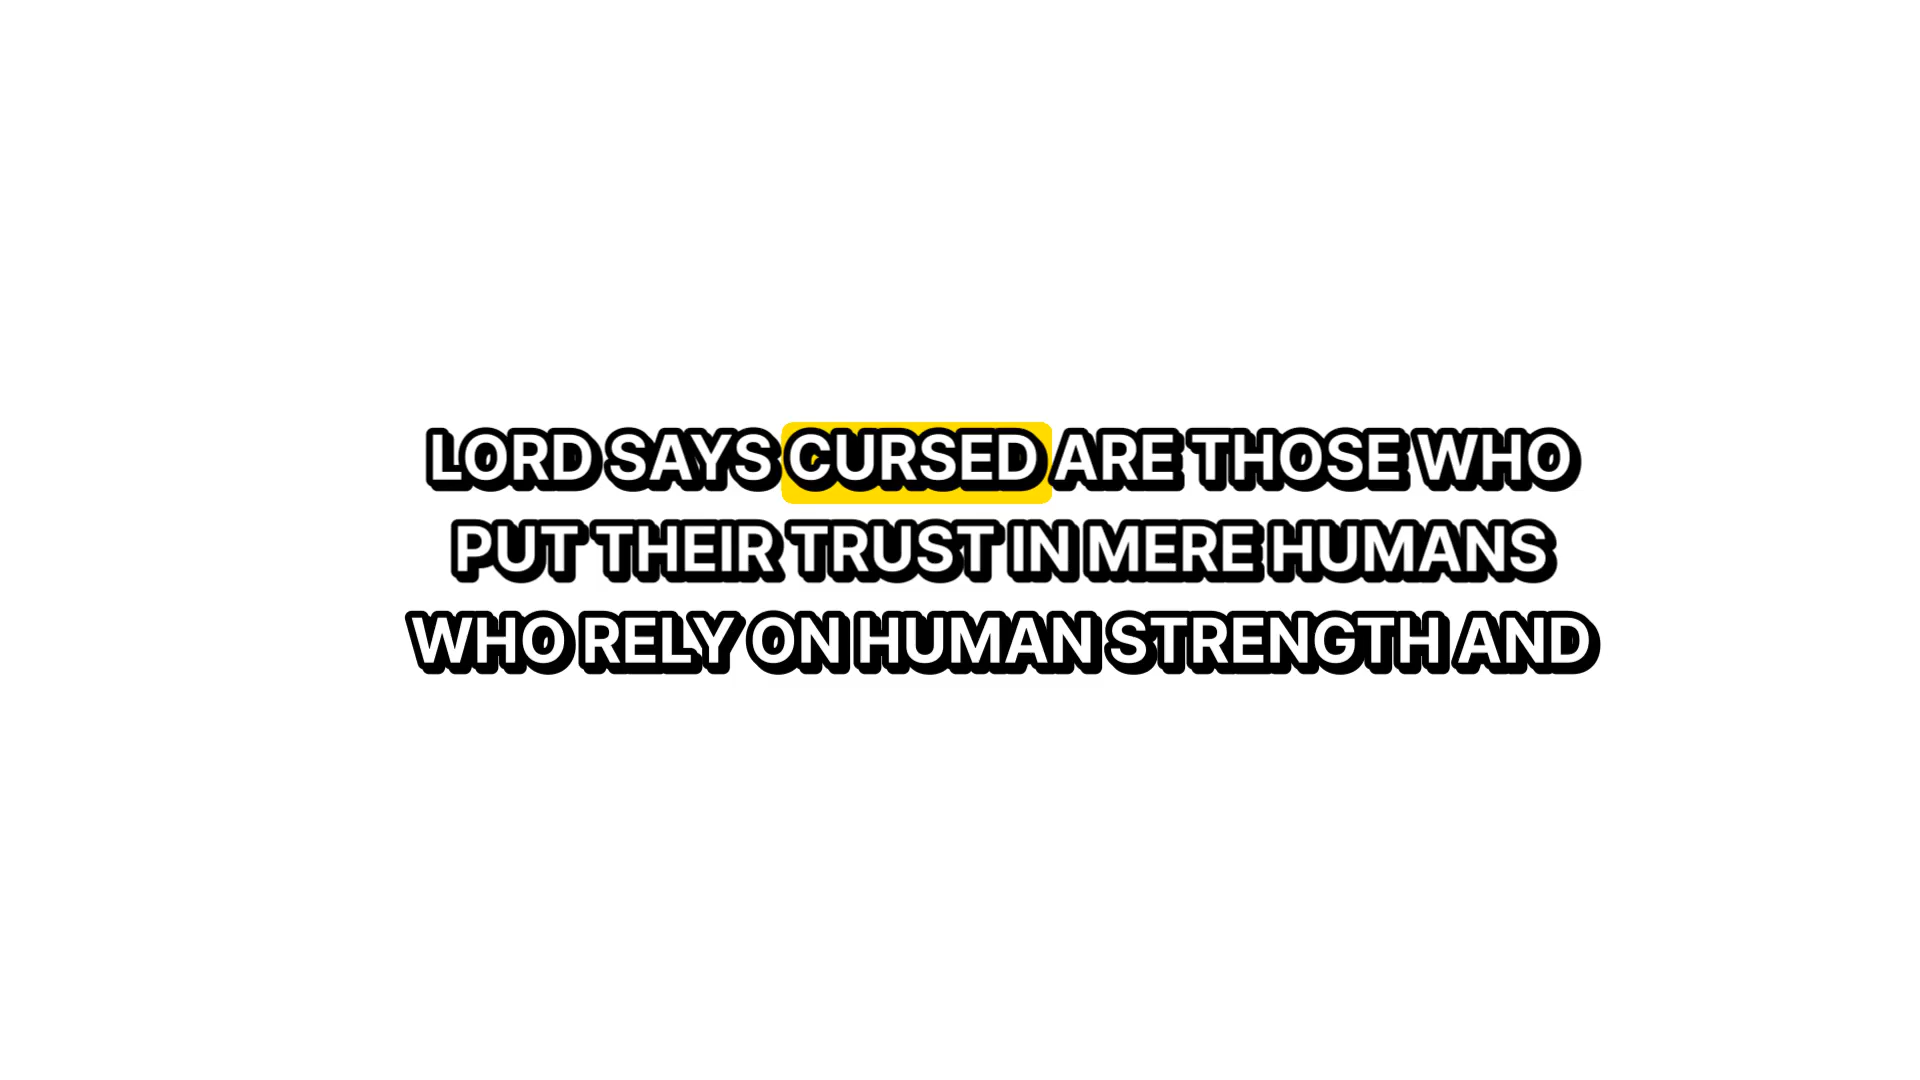 LORD SAYS CURSED ARE THOSE WHO
PUT THEIR TRUST IN MERE HUMANS
WHO RELY ON HUMAN STRENGTH AND